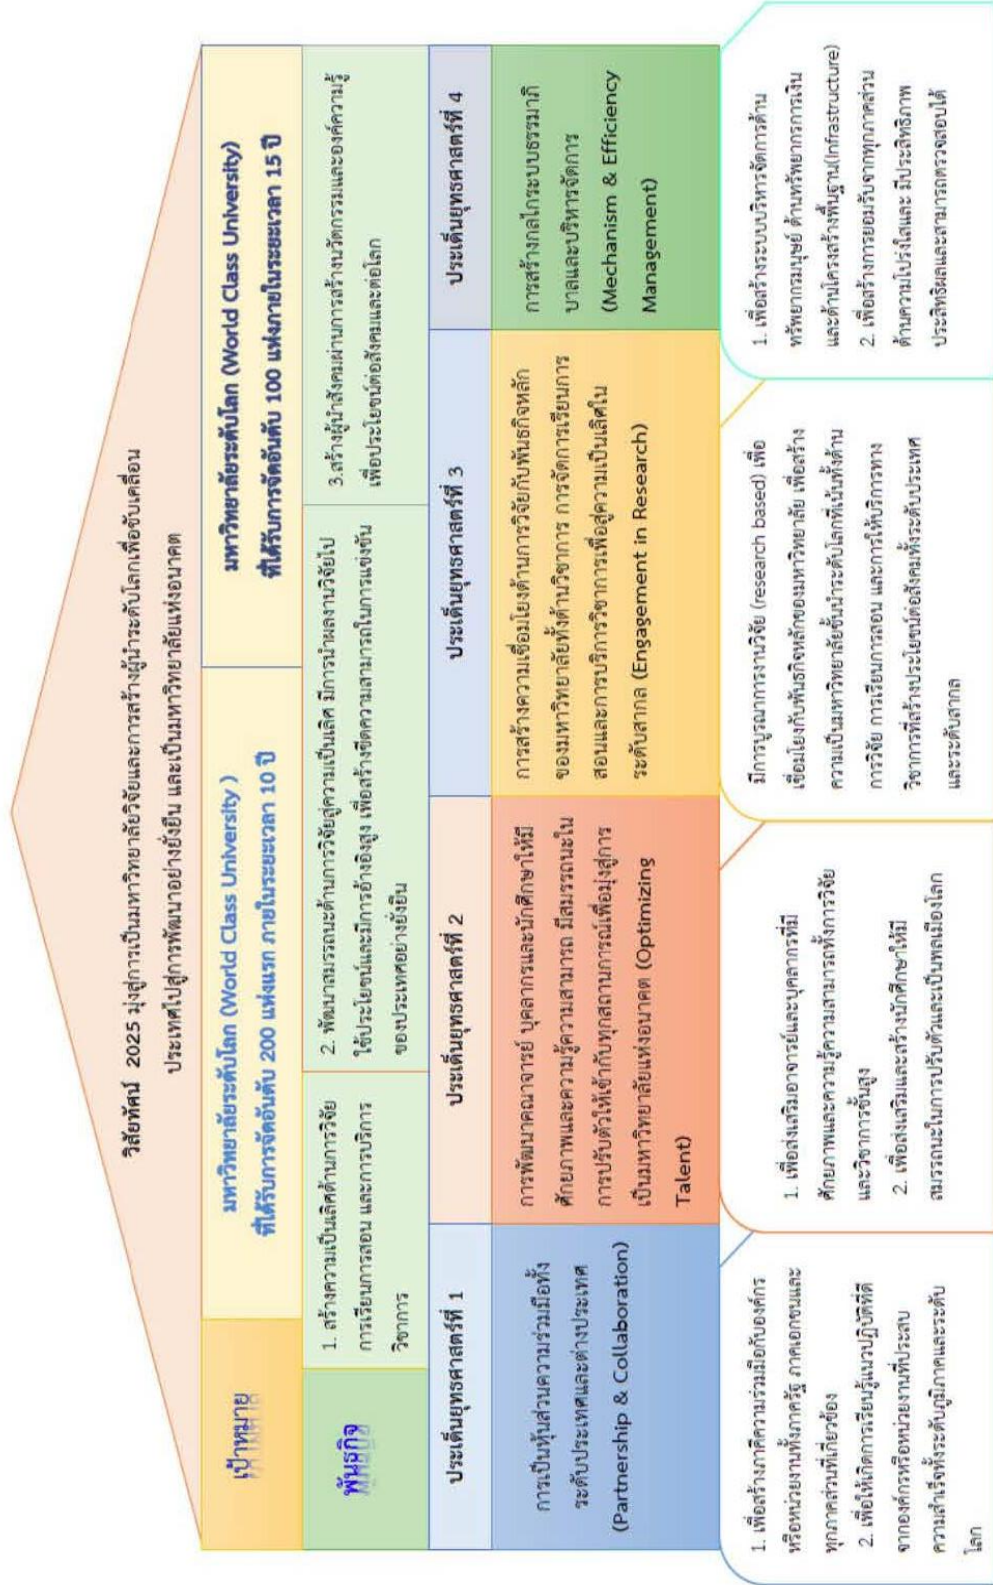 วิสัยทัศน์ 2025 มุ่งสู่การเป็นมหาวิทยาลัยวิจัยและการสร้างผู้นำระดับโลกเพื่อขับเคลื่อน
ประเทศไปสู่การพัฒนาอย่างยั่งยืน และเป็นมหาวิทยาลัยแห่งอนาคต
เป้าหมาย
มหาวิทยาลัยระดับโลก (World Class University )
ที่ได้รับการจัดอันดับ 200 แห่งแรก ภายในระยะเวลา 10 ปี
มหาวิทยาลัยระดับโลก (World Class University)
ที่ได้รับการจัดอันดับ 100 แห่งภายในระยะเวลา 15 ปี
พันธกิจ
1. สร้างความเป็นเลิศด้านการวิจัย
การเรียนการสอน และการบริการ
วิชาการ
2. พัฒนาสมรรถนะด้านการวิจัยสู่ความเป็นเลิศ มีการนำผลงานวิจัยไป
ใช้ประโยชน์และมีการอ้างอิงสูง เพื่อสร้างขีดความสามารถในการแข่งขัน
ของประเทศอย่างยั่งยืน
3.สร้างผู้นำสังคมผ่านการสร้างนวัตกรรมและองค์ความรู้
เพื่อประโยชน์ต่อสังคมและต่อโลก
ประเด็นยุทธศาสตร์ที่ 1
ประเด็นยุทธศาสตร์ที่ 2
ประเด็นยุทธศาสตร์ที่ 3
ประเด็นยุทธศาสตร์ที่ 4
การเป็นหุ้นส่วนความร่วมมือทั้ง
ระดับประเทศและต่างประเทศ
(Partnership & Collaboration)
การพัฒนาคณาจารย์ บุคลากรและนักศึกษาให้มี
ศักยภาพและความรู้ความสามารถ มีสมรรถนะใน
การปรับตัวให้เข้ากับทุกสถานการณ์เพื่อมุ่งสู่การ
เป็นมหาวิทยาลัยแห่งอนาคต (Optimizing
Talent)
การสร้างความเชื่อมโยงด้านการวิจัยกับพันธกิจหลัก
ของมหาวิทยาลัยทั้งด้านวิชาการ การจัดการเรียนการ
สอนและการบริการวิชาการเพื่อสู่ความเป็นเลิศใน
ระดับสากล (Engagement in Research)
การสร้างกลไกระบบธรรมาภิ
บาลและบริหารจัดการ
(Mechanism & Efficiency
Management)
1. เพื่อสร้างภาคีความร่วมมือกับองค์กร
หรือหน่วยงานทั้งภาครัฐ ภาคเอกชนและ
ทุกภาคส่วนที่เกี่ยวข้อง
2. เพื่อให้เกิดการเรียนรู้แนวปฏิบัติที่ดี
จากองค์กรหรือหน่วยงานที่ประสบ
ความสำเร็จทั้งระดับภูมิภาคและระดับ
โลก
1. เพื่อส่งเสริมอาจารย์และบุคลากรที่มี
ศักยภาพและความรู้ความสามารถทั้งการวิจัย
และวิชาการขั้นสูง
2. เพื่อส่งเสริมและสร้างนักศึกษาให้มี
สมรรถนะในการปรับตัวและเป็นพลเมืองโลก
มีการบูรณาการงานวิจัย (research based) เพื่อ
เชื่อมโยงกับพันธกิจหลักของมหาวิทยาลัย เพื่อสร้าง
ความเป็นมหาวิทยาลัยชั้นนำระดับโลกที่เน้นทั้งด้าน
การวิจัย การเรียนการสอน และการให้บริการทาง
วิชาการที่สร้างประโยชน์ต่อสังคมทั้งระดับประเทศ
และระดับสากล
1. เพื่อสร้างระบบบริหารจัดการด้าน
ทรัพยากรมนุษย์ ด้านทรัพยากรการเงิน
และด้านโครงสร้างพื้นฐาน(Infrastructure)
2. เพื่อสร้างการยอมรับจากทุกภาคส่วน
ด้านความโปร่งใสและ มีประสิทธิภาพ
ประสิทธิผลและสามารถตรวจสอบได้